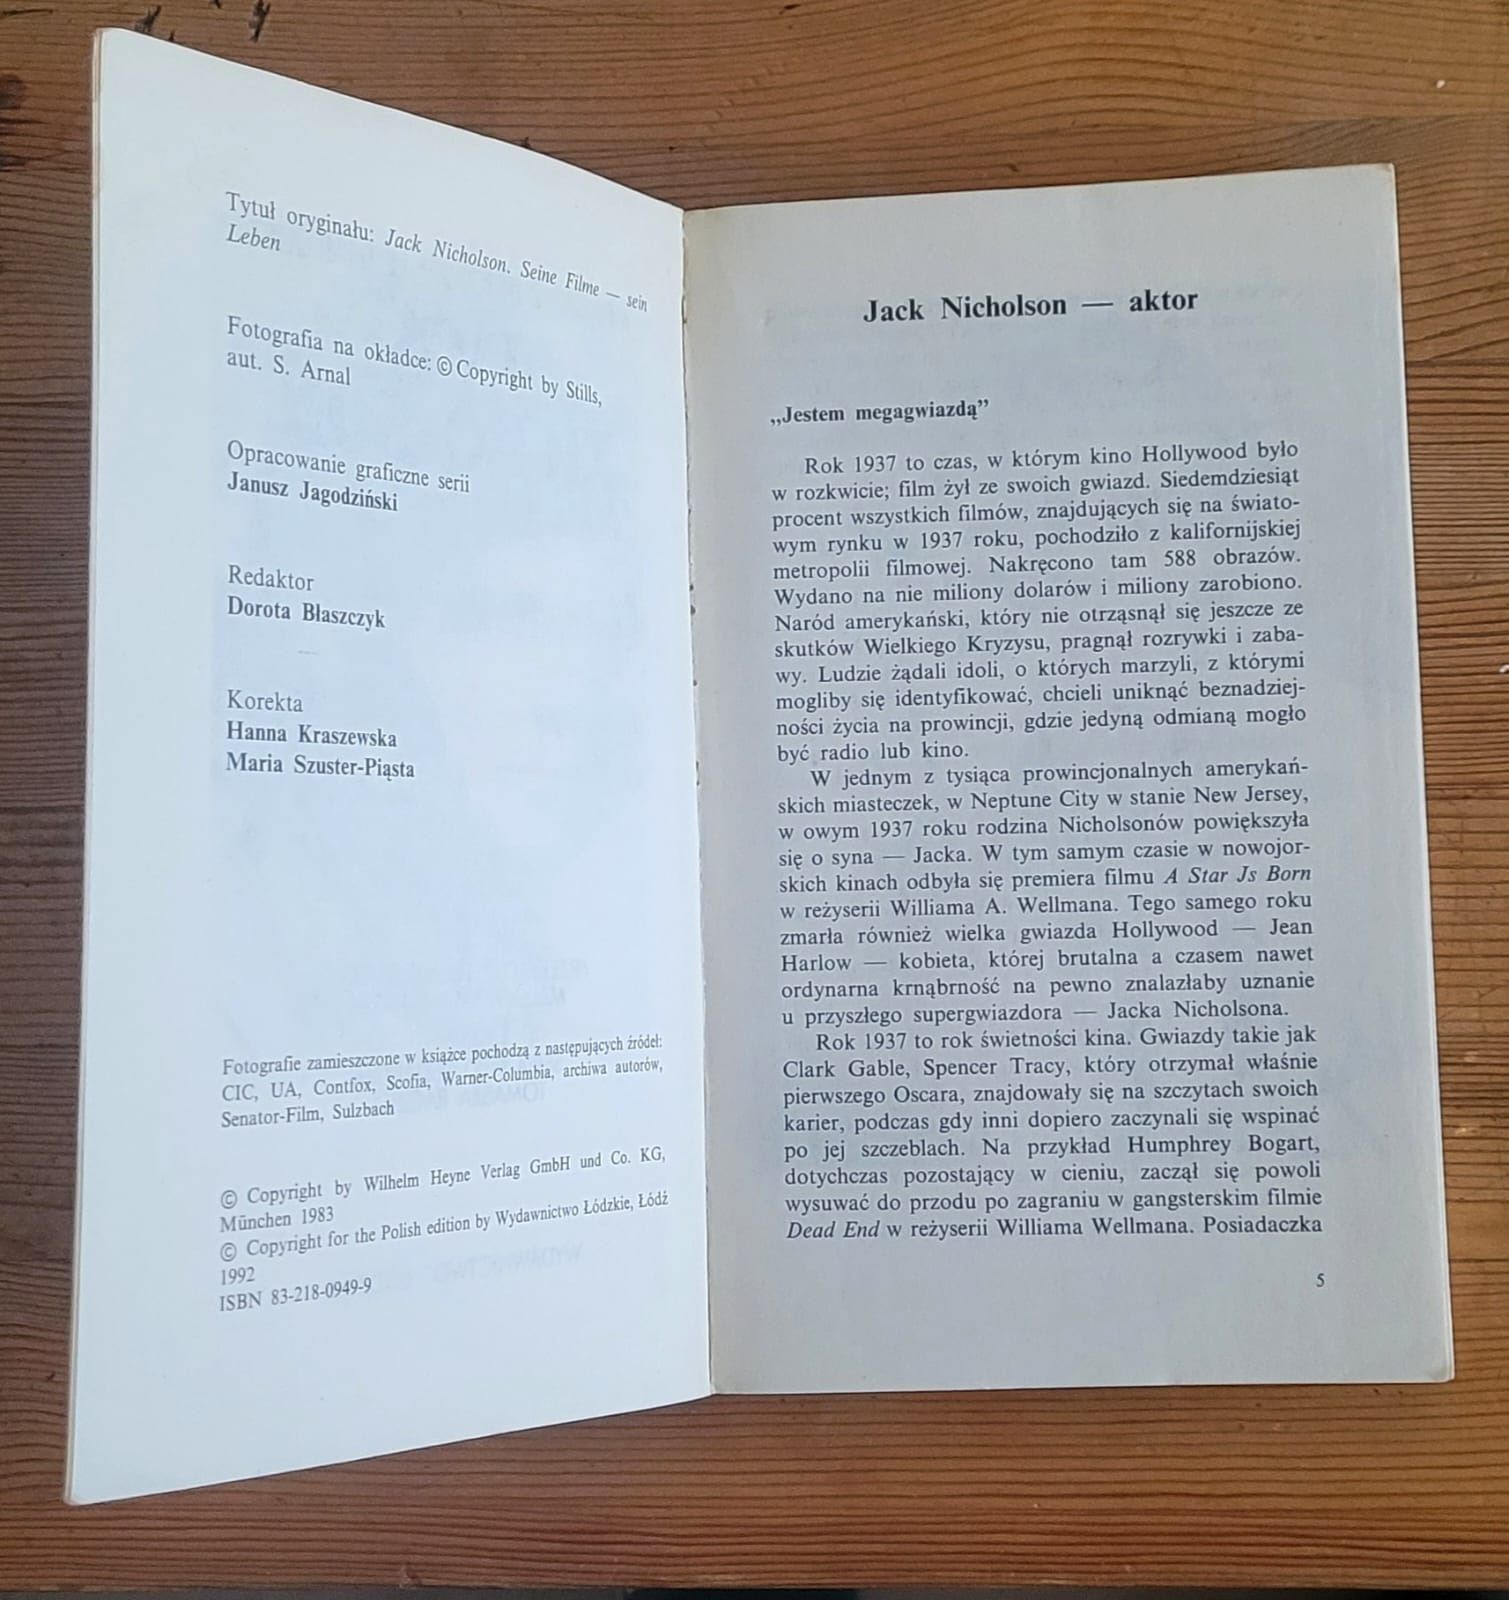 Tytuł oryginału: Jack Nicholson. Seine Filme — sein
Leben
Fotografia na okładce: © Copyright by Stills,
aut. S. Arnal
Opracowanie graficzne serii
Janusz Jagodziński
Redaktor
Dorota Błaszczyk
Korekta
Hanna Kraszewska
Maria Szuster-Piąsta
Fotografie zamieszczone w książce pochodzą z następujących źródeł:
CIC, UA, Contfox, Scofia, Warner-Columbia, archiwa autorów,
Senator-Film, Sulzbach
© Copyright by Wilhelm Heyne Verlag GmbH und Co. KG,
München 1983
© Copyright for the Polish edition by Wydawnictwo Łódzkie, Łódź
1992
ISBN 83-218-0949-9
Jack Nicholson — aktor
„Jestem megagwiazdą”
Rok 1937 to czas, w którym kino Hollywood było
w rozkwicie; film żył ze swoich gwiazd. Siedemdziesiąt
procent wszystkich filmów, znajdujących się na świato-
wym rynku w 1937 roku, pochodziło z kalifornijskiej
metropolii filmowej. Nakręcono tam 588 obrazów.
Wydano na nie miliony dolarów i miliony zarobiono.
Naród amerykański, który nie otrząsnął się jeszcze ze
skutków Wielkiego Kryzysu, pragnął rozrywki i zaba-
wy. Ludzie żądali idoli, o których marzyli, z którymi
mogliby się identyfikować, chcieli uniknąć beznadziej-
ności życia na prowincji, gdzie jedyną odmianą mogło
być radio lub kino.
W jednym z tysiąca prowincjonalnych amerykań-
skich miasteczek, w Neptune City w stanie New Jersey,
w owym 1937 roku rodzina Nicholsonów powiększyła
się o syna — Jacka. W tym samym czasie w nowojor-
skich kinach odbyła się premiera filmu A Star Js Born
w reżyserii Williama A. Wellmana. Tego samego roku
zmarła również wielka gwiazda Hollywood — Jean
Harlow — kobieta, której brutalna a czasem nawet
ordynarna krnąbrność na pewno znalazłaby uznanie
u przyszłego supergwiazdora — Jacka Nicholsona.
Rok 1937 to rok świetności kina. Gwiazdy takie jak
Clark Gable, Spencer Tracy, który otrzymał właśnie
pierwszego Oscara, znajdowały się na szczytach swoich
karier, podczas gdy inni dopiero zaczynali się wspinać
po jej szczeblach. Na przykład Humphrey Bogart,
dotychczas pozostający w cieniu, zaczął się powoli
wysuwać do przodu po zagraniu w gangsterskim filmie
Dead End w reżyserii Williama Wellmana. Posiadaczka
5